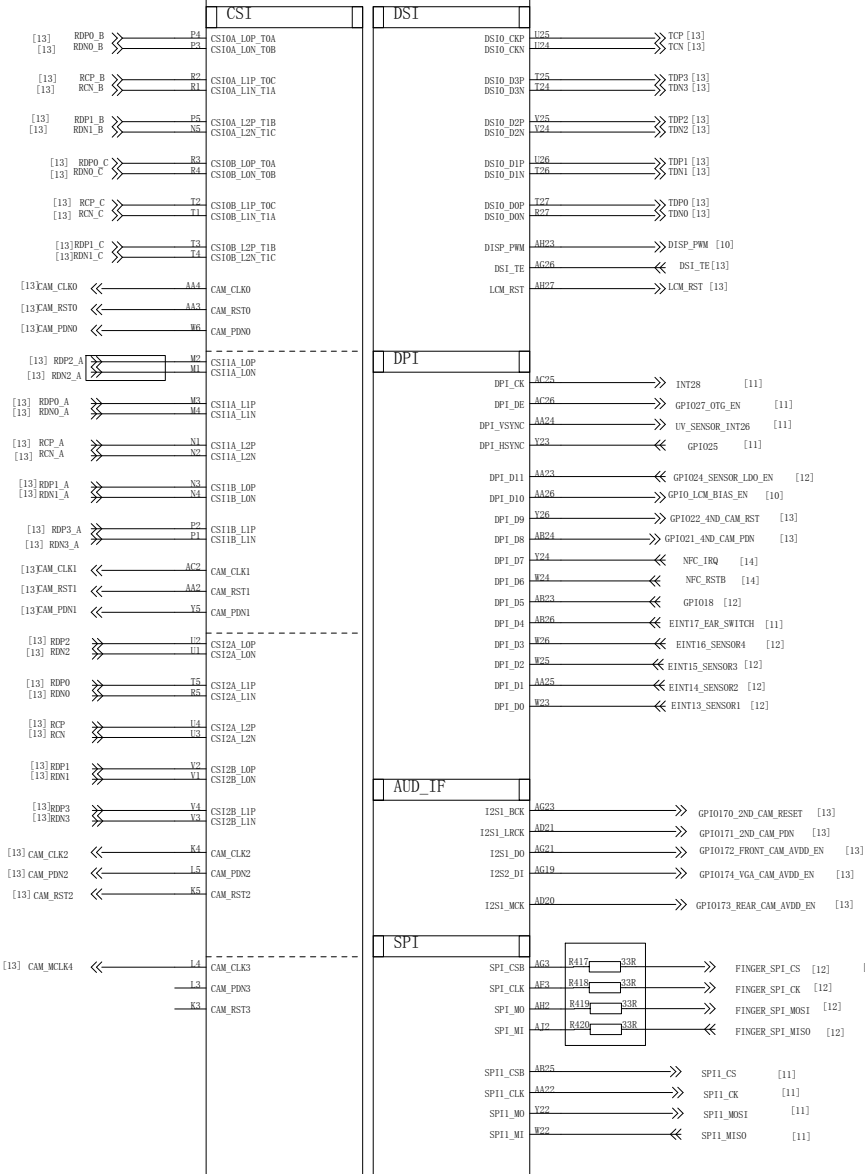 CSI
[13] RDP0_B P4 CSI0A_L0P_T0A
[13] RDN0_B P3 CSI0A_L0N_T0B
[13] RCP_B R2 CSI0A_L1P_T0C
[13] RCN_B R1 CSI0A_L1N_T1A
[13] RDP1_B P5 CSI0A_L2P_T1B
[13] RDN1_B N5 CSI0A_L2N_T1C
[13] RDP0_C R3 CSI0B_L0P_T0A
[13] RDN0_C R4 CSI0B_L0N_T0B
[13] RCP_C T2 CSI0B_L1P_T0C
[13] RCN_C T1 CSI0B_L1N_T1A
[13]RDP1_C T3 CSI0B_L2P_T1B
[13]RDN1_C T4 CSI0B_L2N_T1C
[13]CAM_CLK0 AA4 CAM_CLK0
[13]CAM_RST0 AA3 CAM_RST0
[13]CAM_PDN0 W6 CAM_PDN0
[13] RDP2_A M2 CSI1A_L0P
[13] RDN2_A M1 CSI1A_L0N
[13] RDP0_A M3 CSI1A_L1P
[13] RDN0_A M4 CSI1A_L1N
[13] RCP_A N1 CSI1A_L2P
[13] RCN_A N2 CSI1A_L2N
[13]RDP1_A N3 CSI1B_L0P
[13]RDN1_A N4 CSI1B_L0N
[13] RDP3_A P2 CSI1B_L1P
[13] RDN3_A P1 CSI1B_L1N
[13]CAM_CLK1 AC2 CAM_CLK1
[13]CAM_RST1 AA2 CAM_RST1
[13]CAM_PDN1 Y5 CAM_PDN1
[13] RDP2 U2 CSI2A_L0P
[13] RDN2 U1 CSI2A_L0N
[13] RDP0 T5 CSI2A_L1P
[13] RDN0 R5 CSI2A_L1N
[13] RCP U4 CSI2A_L2P
[13] RCN U3 CSI2A_L2N
[13]RDP1 V2 CSI2B_L0P
[13]RDN1 V1 CSI2B_L0N
[13]RDP3 V4 CSI2B_L1P
[13]RDN3 V3 CSI2B_L1N
[13] CAM_CLK2 K4 CAM_CLK2
[13] CAM_PDN2 L5 CAM_PDN2
[13] CAM_RST2 K5 CAM_RST2
[13] CAM_MCLK4 L4 CAM_CLK3
L3 CAM_PDN3
K3 CAM_RST3
DSI
DSI0_CKP U25 TCP [13]
DSI0_CKN U24 TCN [13]
DSI0_D3P T25 TDP3 [13]
DSI0_D3N T24 TDN3 [13]
DSI0_D2P V25 TDP2 [13]
DSI0_D2N V24 TDN2 [13]
DSI0_D1P U26 TDP1 [13]
DSI0_D1N T26 TDN1 [13]
DSI0_D0P T27 TDP0 [13]
DSI0_D0N R27 TDN0 [13]
DISP_PWM AH23 DISP_PWM [10]
DSI_TE AG26 DSI_TE[13]
LCM_RST AH27 LCM_RST [13]
DPI
DPI_CK AC25 INT28 [11]
DPI_DE AC26 GPIO27_OTG_EN [11]
DPI_VSYNC AA24 UV_SENSOR_INT26 [11]
DPI_HSYNC Y23 GPIO25 [11]
DPI_D11 AA23 GPIO24_SENSOR_LDO_EN [12]
DPI_D10 AA26 GPIO_LCM_BIAS_EN [10]
DPI_D9 Y26 GPIO22_4ND_CAM_RST [13]
DPI_D8 AB24 GPIO21_4ND_CAM_PDN [13]
DPI_D7 Y24 NFC_IRQ [14]
DPI_D6 W24 NFC_RSTB [14]
DPI_D5 AB23 GPIO18 [12]
DPI_D4 AB26 EINT17_EAR_SWITCH [11]
DPI_D3 W26 EINT16_SENSOR4 [12]
DPI_D2 W25 EINT15_SENSOR3 [12]
DPI_D1 AA25 EINT14_SENSOR2 [12]
DPI_D0 W23 EINT13_SENSOR1 [12]
AUD_IF
I2S1_BCK AG23 GPIO170_2ND_CAM_RESET [13]
I2S1_LRCK AD21 GPIO171_2ND_CAM_PDN [13]
I2S1_DO AG21 GPIO172_FRONT_CAM_AVDD_EN [13]
I2S2_DI AG19 GPIO174_VGA_CAM_AVDD_EN [13]
I2S1_MCK AD20 GPIO173_REAR_CAM_AVDD_EN [13]
SPI
SPI_CSB AG3 R417 33R FINGER_SPI_CS [12] [
SPI_CLK AF3 R418 33R FINGER_SPI_CK [12]
SPI_MO AH2 R419 33R FINGER_SPI_MOSI [12]
SPI_MI AJ2 R420 33R FINGER_SPI_MISO [12]
SPI1_CSB AB25 SPI1_CS [11]
SPI1_CLK AA22 SPI1_CK [11]
SPI1_MO Y22 SPI1_MOSI [11]
SPI1_MI W22 SPI1_MISO [11]